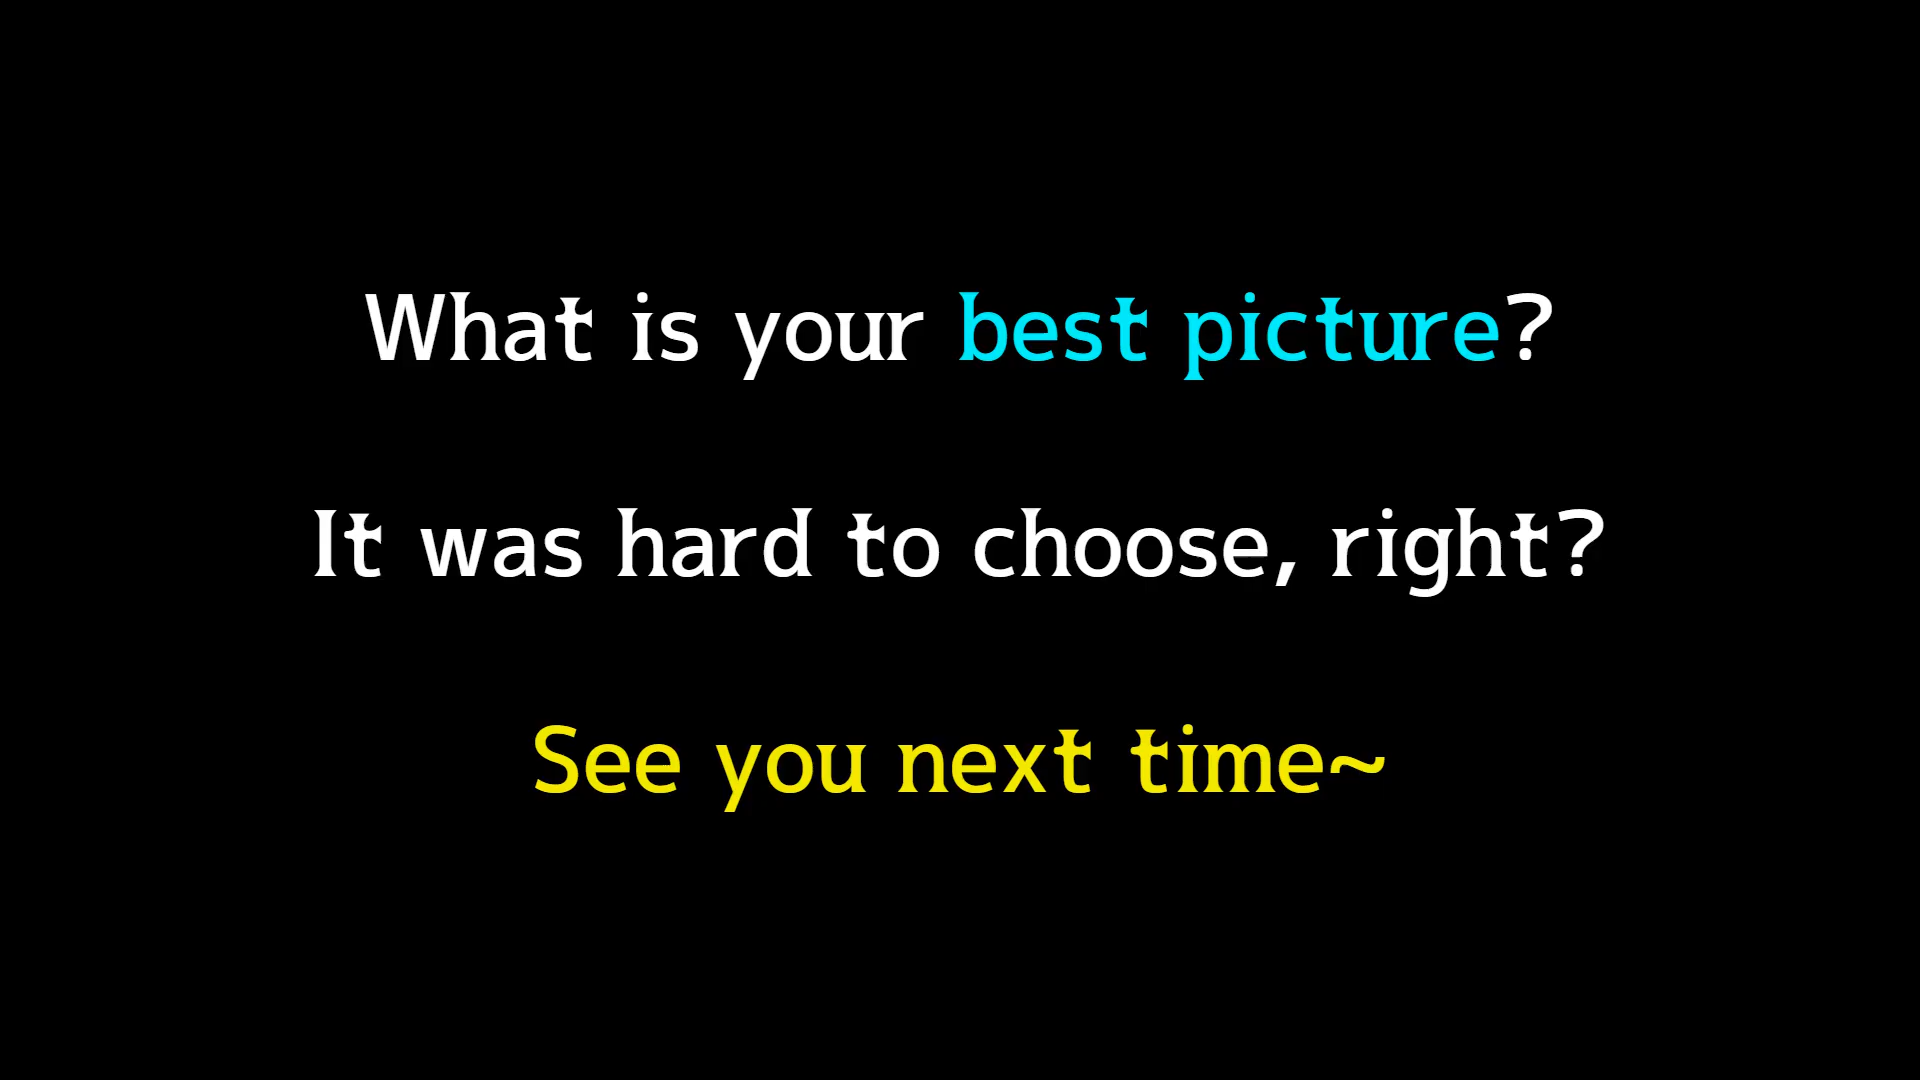 What is your best picture?
It was hard to choose, right?
See you next time~